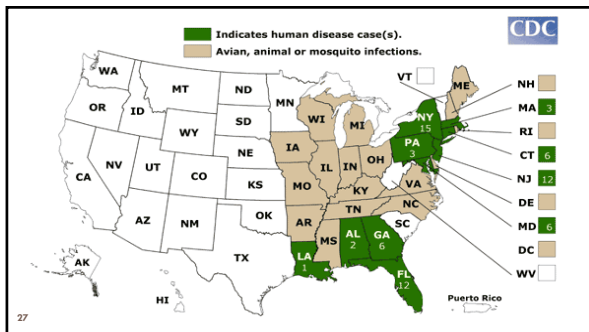 Indicates human disease case(s).
CDC
Avian, animal or mosquito infections.
WA
OR
CA
ID
NV
AZ
MT
WY
UT
CO
NM
ND
SD
NE
KS
OK
TX
MN
IA
MO
AR
LA
1
WI
IL
MS
MI
IN
OH
KY
TN
AL
2
GA
6
FL
12
SC
NC
VA
PA
3
NY
15
ME
VT
NH
MA 3
RI
CT 6
NJ 12
DE
MD 6
DC
WV
AK
HI
Puerto Rico
27